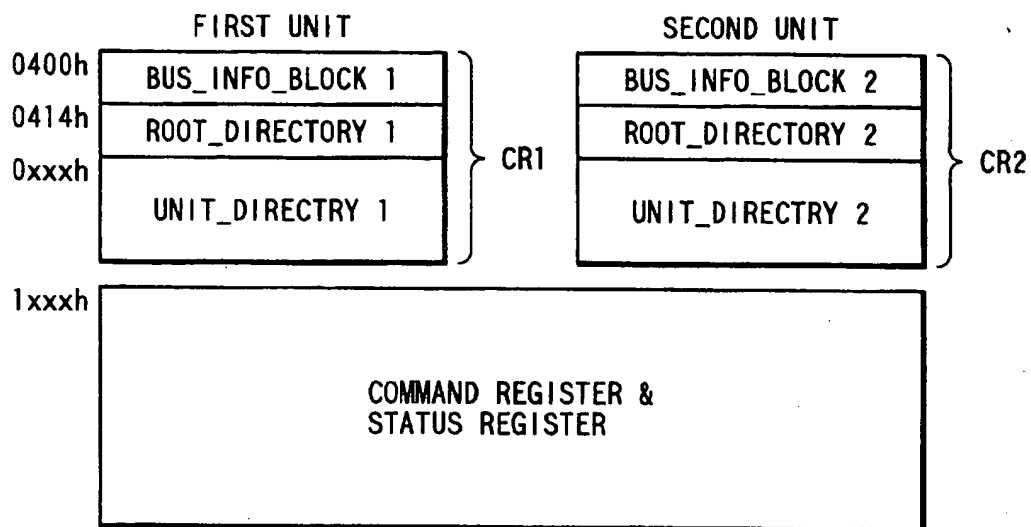 FIRST UNIT
SECOND UNIT
0400h
BUS_INFO_BLOCK 1
BUS_INFO_BLOCK 2
0414h
ROOT_DIRECTORY 1
CR1
ROOT_DIRECTORY 2
CR2
0xxxh
UNIT_DIRECTRY 1
UNIT_DIRECTRY 2
1xxxh
COMMAND REGISTER &
STATUS REGISTER